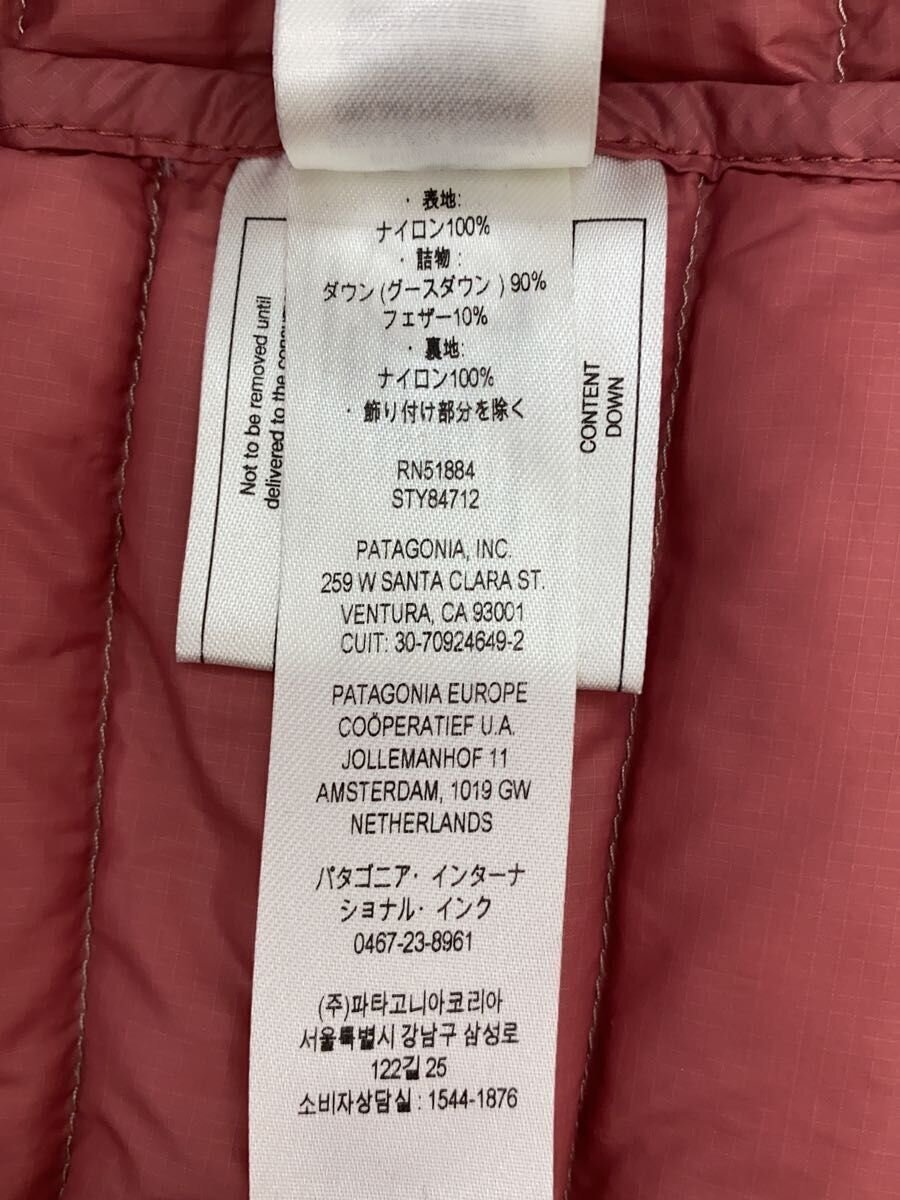 ・表地:
ナイロン100%
・詰物:
ダウン(グースダウン )90%
フェザー10%
・裏地:
ナイロン100%
・飾り付け部分を除く
RN51884
STY84712
PATAGONIA, INC.
259 W SANTA CLARA ST.
VENTURA, CA 93001
CUIT: 30-70924649-2
PATAGONIA EUROPE
COÖPERATIEF U.A.
JOLLEMANHOF 11
AMSTERDAM, 1019 GW
NETHERLANDS
パタゴニア・インターナ
ショナル・インク
0467-23-8961
(주)파타고니아코리아
서울특별시 강남구 삼성로
122길 25
소비자상담실 : 1544-1876
Not to be removed until
delivered to the
CONTENT
DOWN